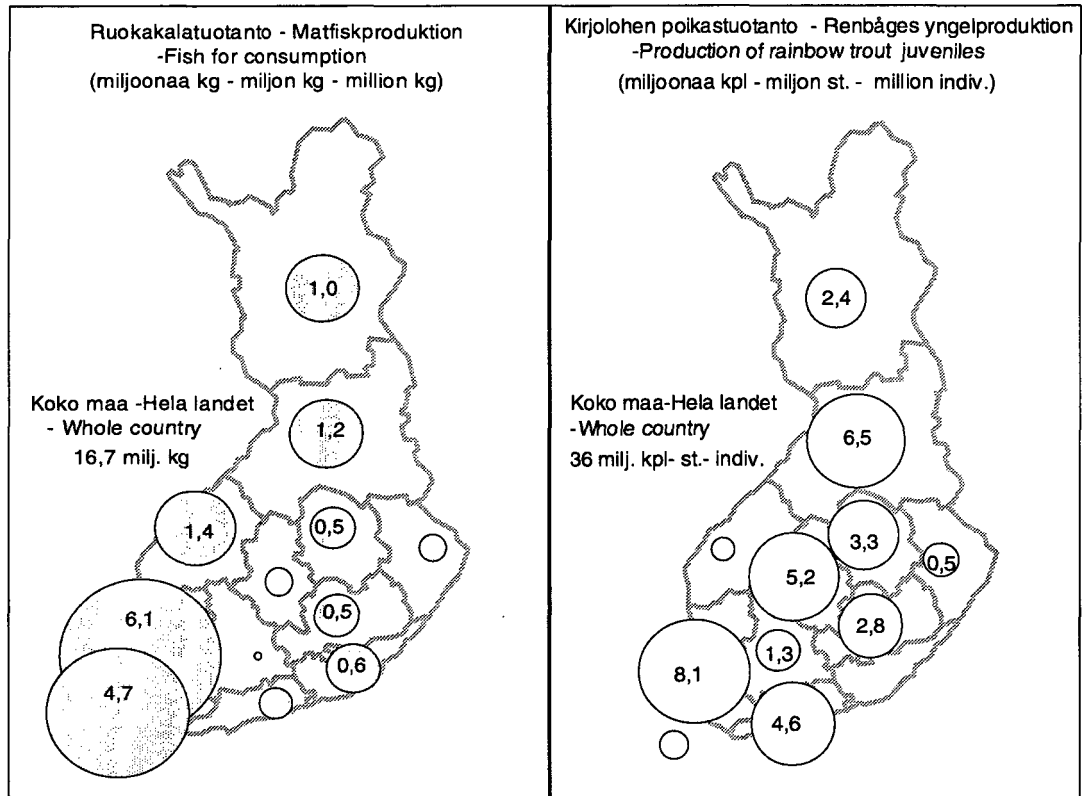 Ruokakalatuotanto - Matfiskproduktion
-Fish for consumption
(miljoonaa kg - miljon kg - million kg)
1,0
Koko maa -Hela landet
- Whole country
16,7 milj. kg
1,2
1,4
0,5
6,1
0,5
0,6
4,7
Kirjolohen poikastuotanto - Renbåges yngelproduktion
-Production of rainbow trout juveniles
(miljoonaa kpl - miljon st. - million indiv.)
2,4
Koko maa-Hela landet
-Whole country
36 milj. kpl- st.- indiv.
6,5
3,3
0,5
5,2
2,8
1,3
8,1
4,6